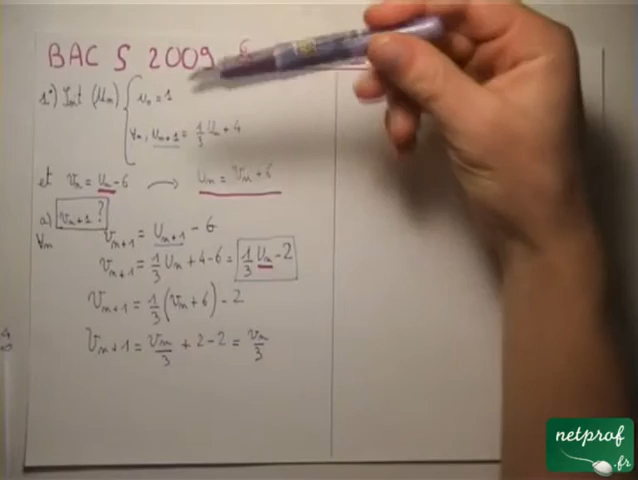 BAC S 2009 6
1°) Soit (Un) { u₀ = 1
∀n, Un+1 = 1/3 Un + 4
et vn = Un - 6 → Un = Vn + 6
a) Vn+1 ?
∀n Vn+1 = Un+1 - 6
Vn+1 = 1/3 Un + 4 - 6 = 1/3 Un - 2
Vn+1 = 1/3 (Vn + 6) - 2
Vn+1 = Vn/3 + 2 - 2 = Vn/3
netprof
.fr